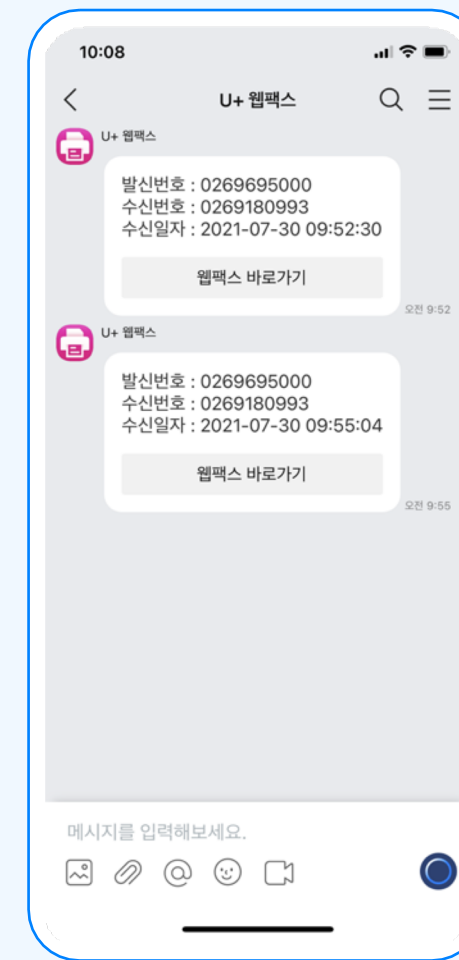 10:08
U+ 웹팩스
U+ 웹팩스
발신번호 : 0269695000
수신번호 : 0269180993
수신일자 : 2021-07-30 09:52:30
웹팩스 바로가기
오전 9:52
U+ 웹팩스
발신번호 : 0269695000
수신번호 : 0269180993
수신일자 : 2021-07-30 09:55:04
웹팩스 바로가기
오전 9:55
메시지를 입력해보세요.